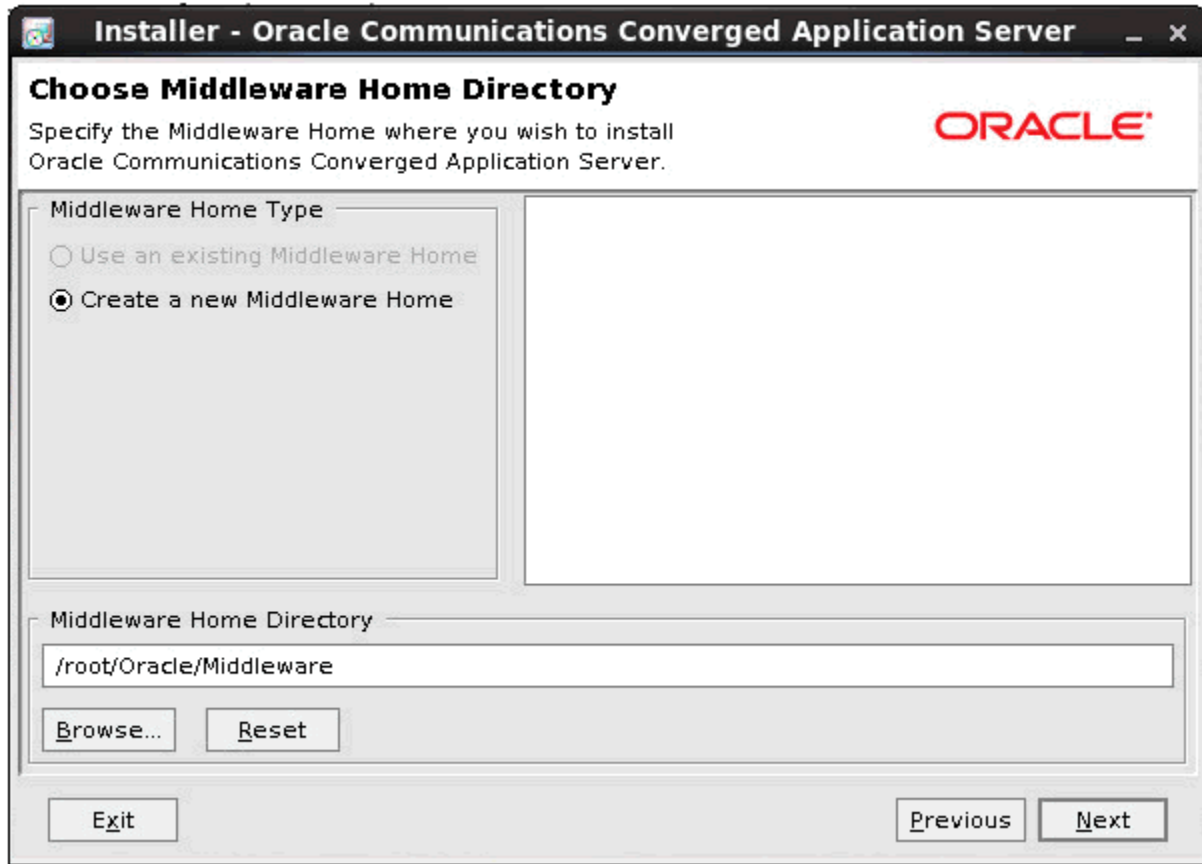 Installer - Oracle Communications Converged Application Server
Choose Middleware Home Directory
Specify the Middleware Home where you wish to install
Oracle Communications Converged Application Server.
ORACLE
Middleware Home Type
Use an existing Middleware Home
Create a new Middleware Home
Middleware Home Directory
/root/Oracle/Middleware
Browse... Reset
Exit Previous Next